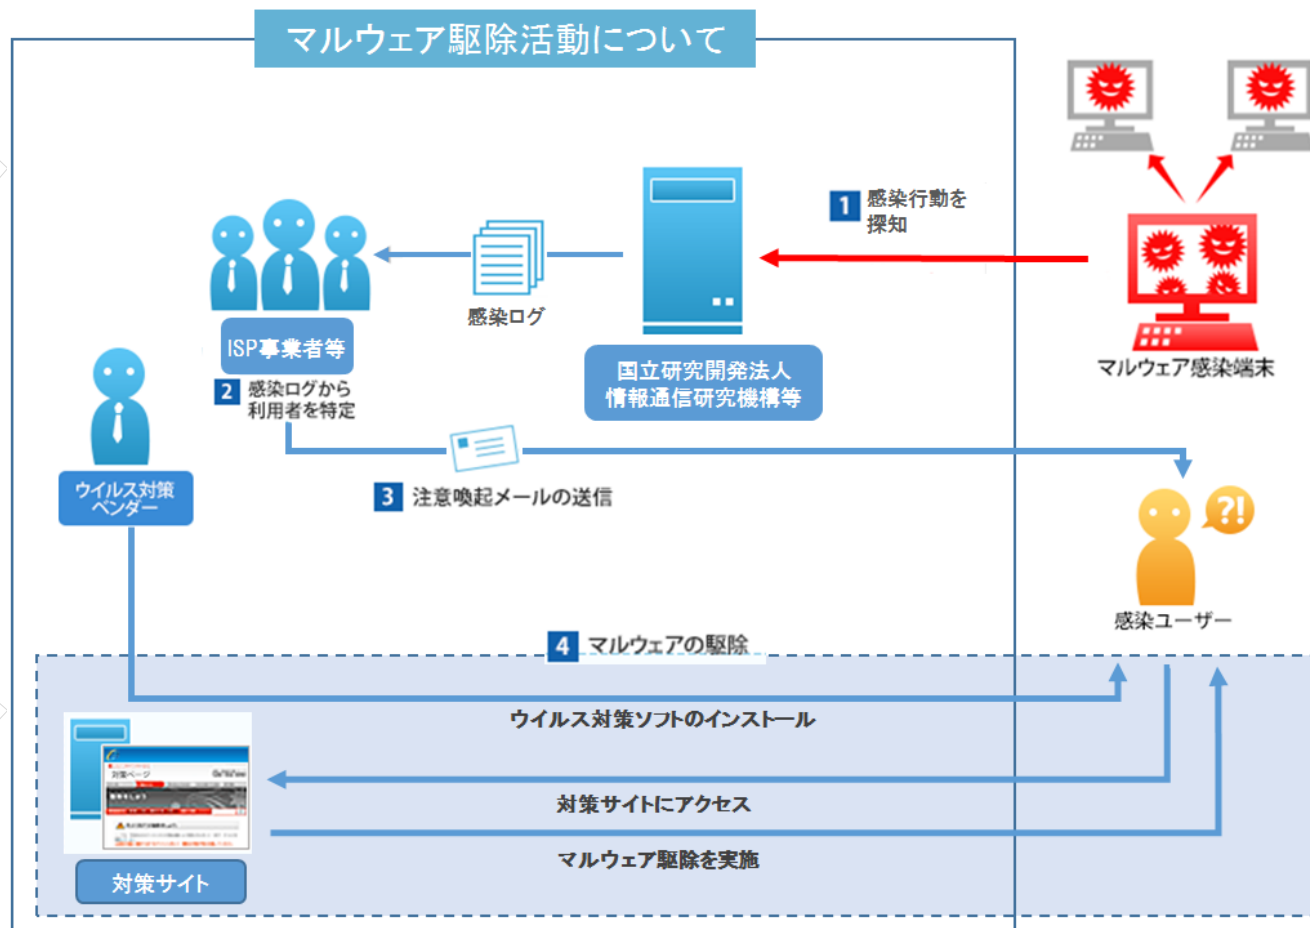 マルウェア駆除活動について
1 感染行動を
探知
感染ログ
ISP事業者等
国立研究開発法人
情報通信研究機構等
マルウェア感染端末
2 感染ログから
利用者を特定
3 注意喚起メールの送信
ウイルス対策
ベンダー
?!
感染ユーザー
4 マルウェアの駆除
ウイルス対策ソフトのインストール
対策ページ
対策サイトにアクセス
マルウェア駆除を実施
対策サイト